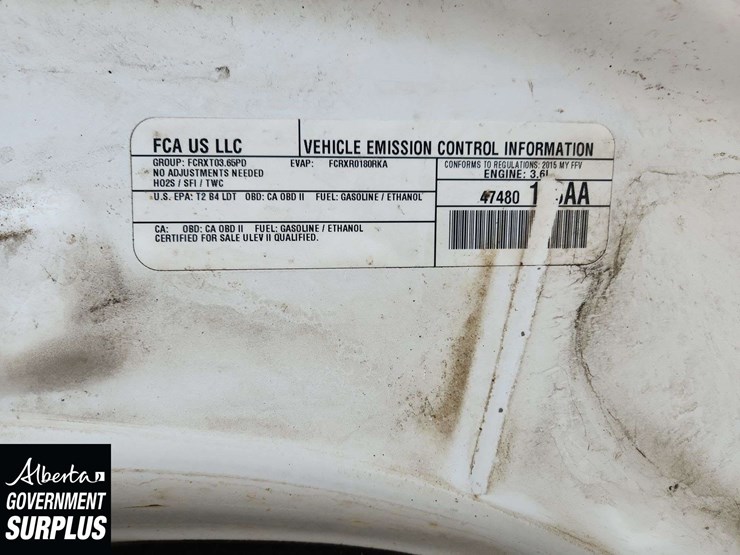 FCA US LLC
VEHICLE EMISSION CONTROL INFORMATION
GROUP: FCRXT03.65PD EVAP: FCRXR0180RKA
NO ADJUSTMENTS NEEDED
HO2S / SFI / TWC
CONFORMS TO REGULATIONS: 2015 MY FFV
ENGINE: 3.6L
U.S. EPA: T2 B4 LDT OBD: CA OBD II FUEL: GASOLINE / ETHANOL
47480 AA
CA: OBD: CA OBD II FUEL: GASOLINE / ETHANOL
CERTIFIED FOR SALE ULEV II QUALIFIED.
Alberta
GOVERNMENT
SURPLUS